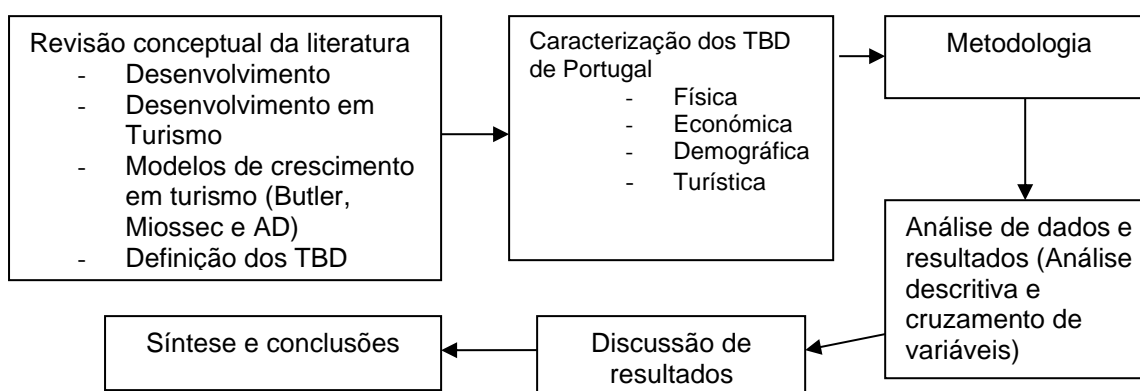 Revisão conceptual da literatura
- Desenvolvimento
- Desenvolvimento em
Turismo
- Modelos de crescimento
em turismo (Butler,
Miossec e AD)
- Definição dos TBD
Caracterização dos TBD
de Portugal
- Física
- Económica
- Demográfica
- Turística
Metodologia
Análise de dados e
resultados (Análise
descritiva e
cruzamento de
variáveis)
Discussão de
resultados
Síntese e conclusões